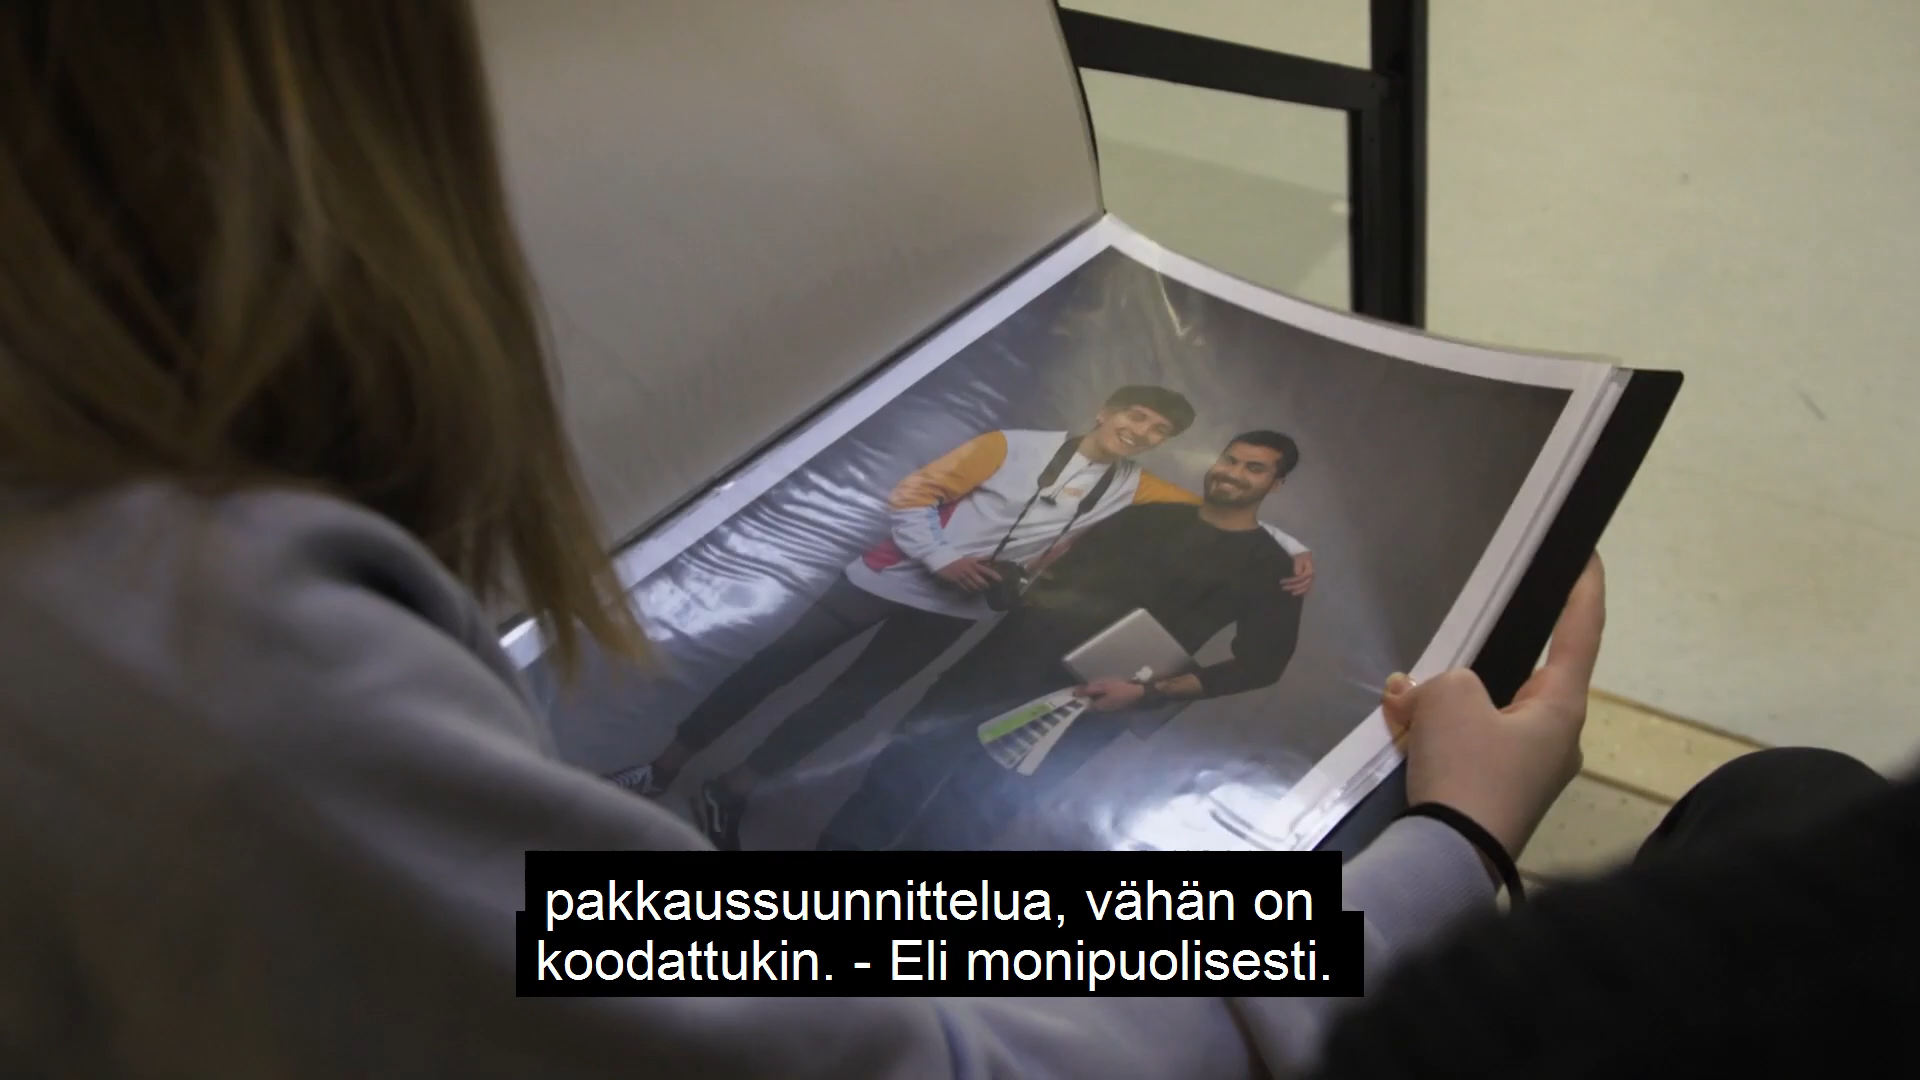 pakkaussuunnittelua, vähän on
koodattukin. - Eli monipuolisesti.